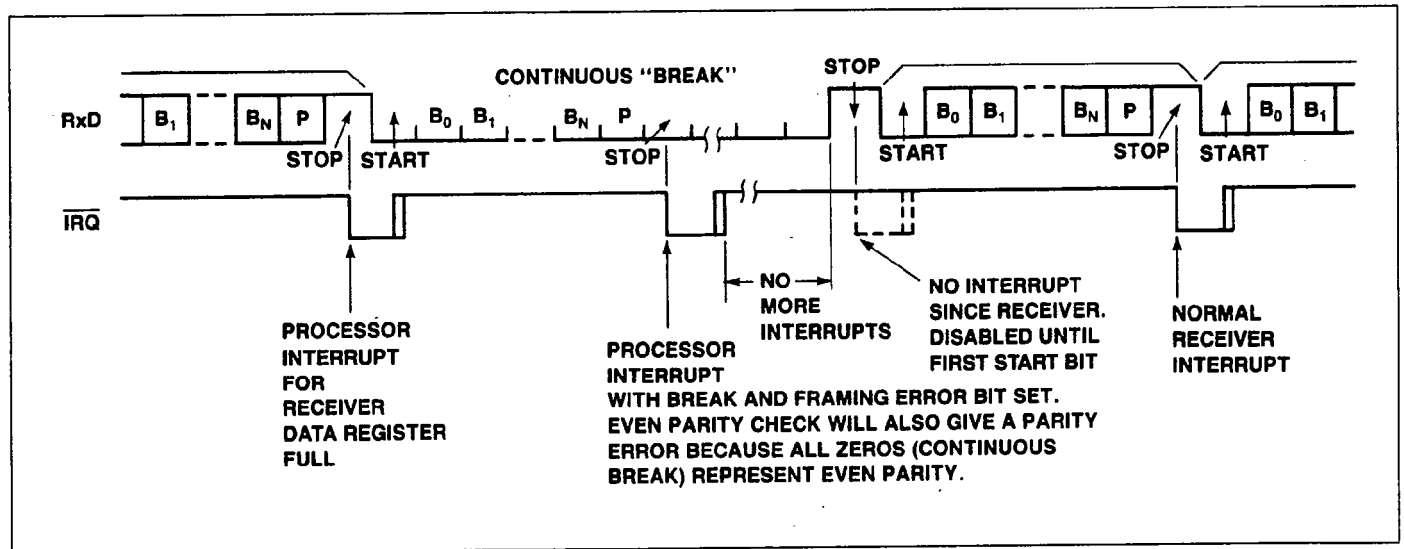 CONTINUOUS "BREAK"
STOP
RxD
B1
BN
P
B0
B1
BN
P
B0
B1
BN
P
B0
B1
STOP
START
STOP
START
STOP
START
IRQ
NO
MORE
INTERRUPTS
NO INTERRUPT
SINCE RECEIVER.
DISABLED UNTIL
FIRST START BIT
NORMAL
RECEIVER
INTERRUPT
PROCESSOR
INTERRUPT
FOR
RECEIVER
DATA REGISTER
FULL
PROCESSOR
INTERRUPT
WITH BREAK AND FRAMING ERROR BIT SET.
EVEN PARITY CHECK WILL ALSO GIVE A PARITY
ERROR BECAUSE ALL ZEROS (CONTINUOUS
BREAK) REPRESENT EVEN PARITY.